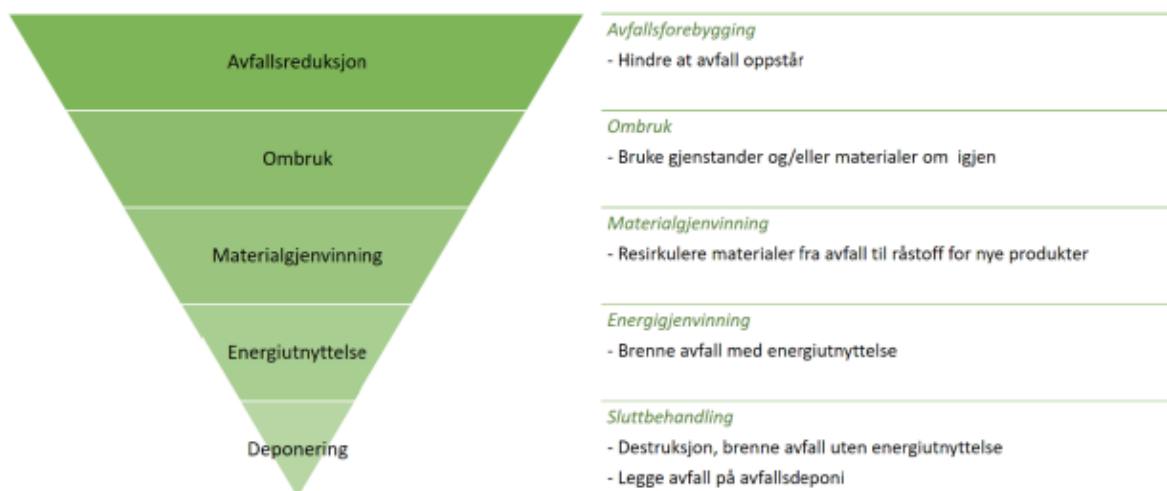 Avfallsreduksjon
Avfallsforebygging
- Hindre at avfall oppstår
Ombruk
Ombruk
- Bruke gjenstander og/eller materialer om igjen
Materialgjenvinning
Materialgjenvinning
- Resirkulere materialer fra avfall til råstoff for nye produkter
Energiutnyttelse
Energigjenvinning
- Brenne avfall med energiutnyttelse
Deponering
Sluttbehandling
- Destruksjon, brenne avfall uten energiutnyttelse
- Legge avfall på avfallsdeponi